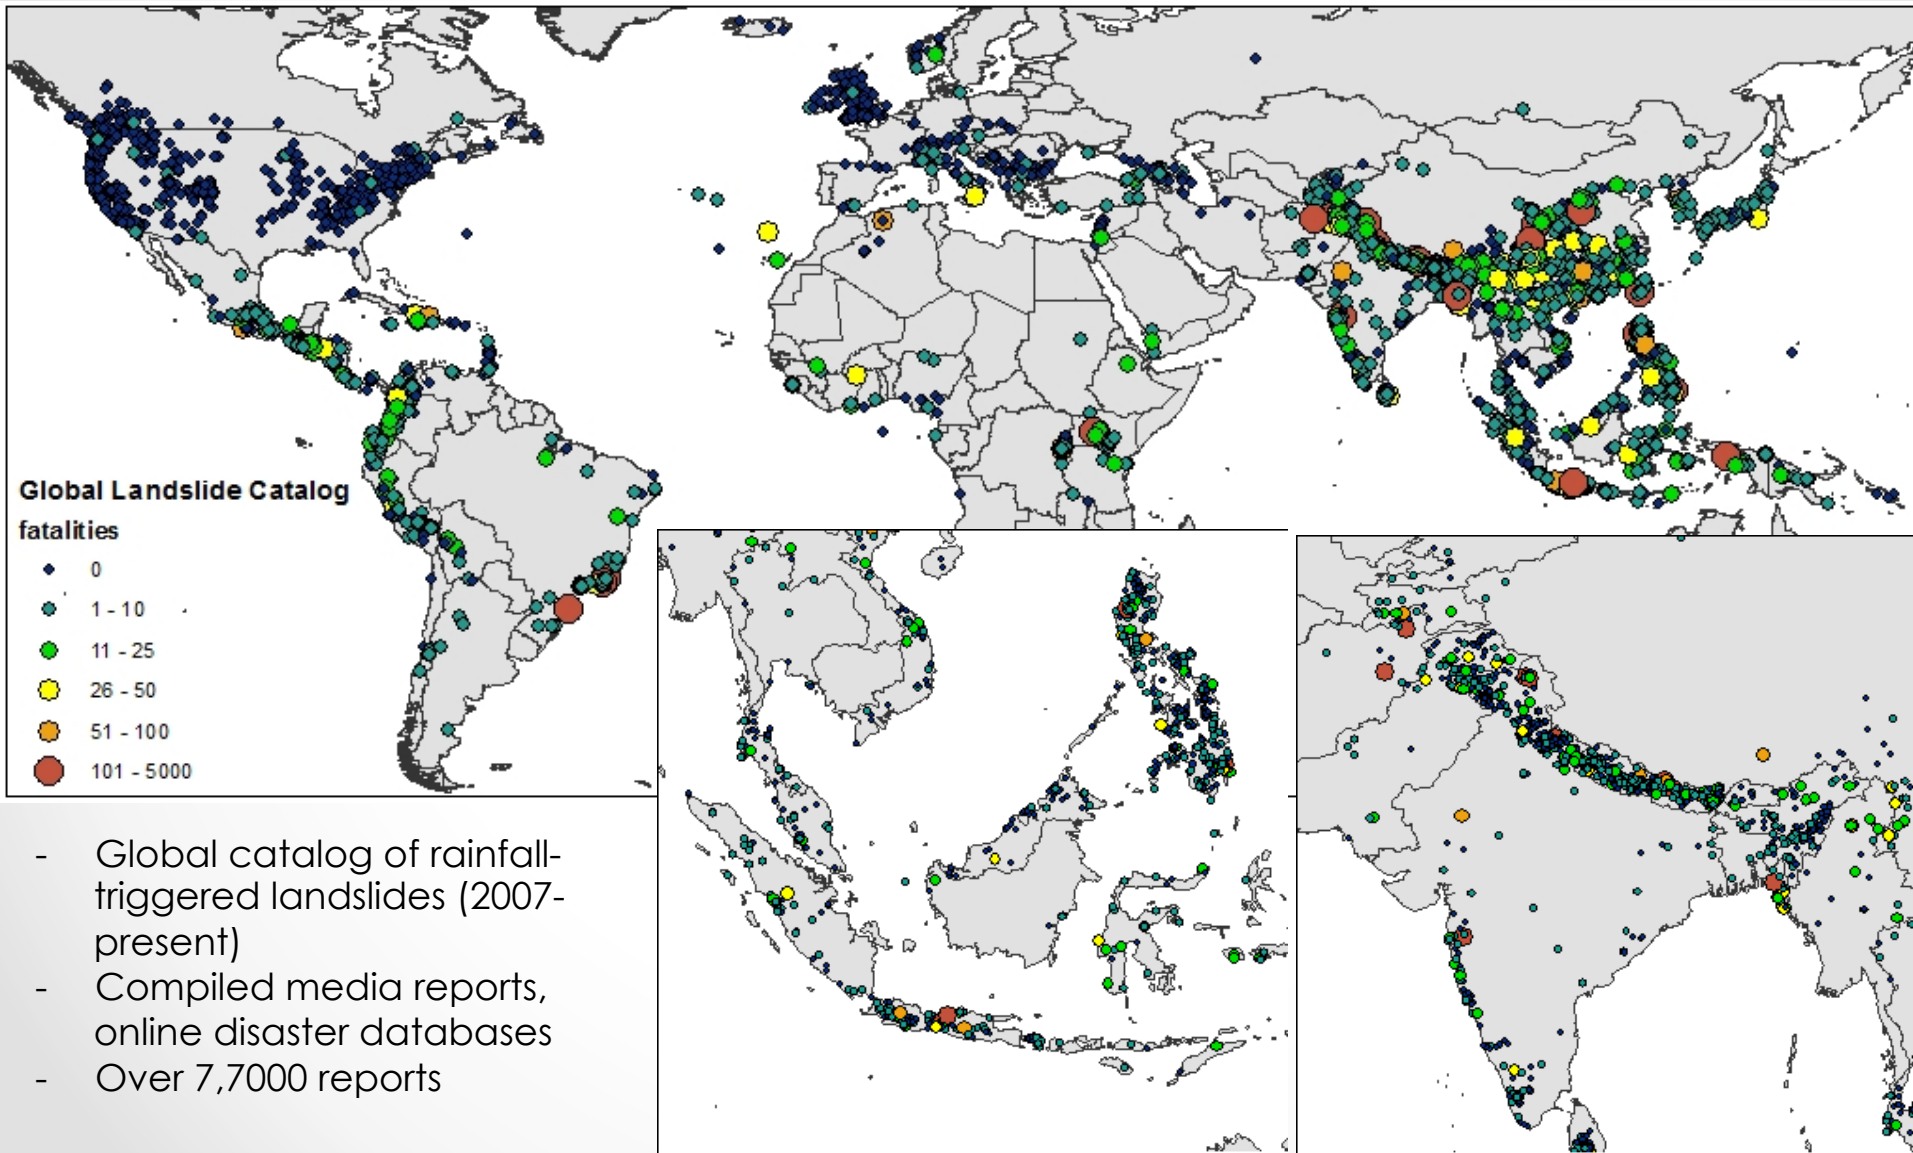 Global Landslide Catalog
fatalities
0
1 - 10
11 - 25
26 - 50
51 - 100
101 - 5000
- Global catalog of rainfall-
triggered landslides (2007-
present)
- Compiled media reports,
online disaster databases
- Over 7,7000 reports